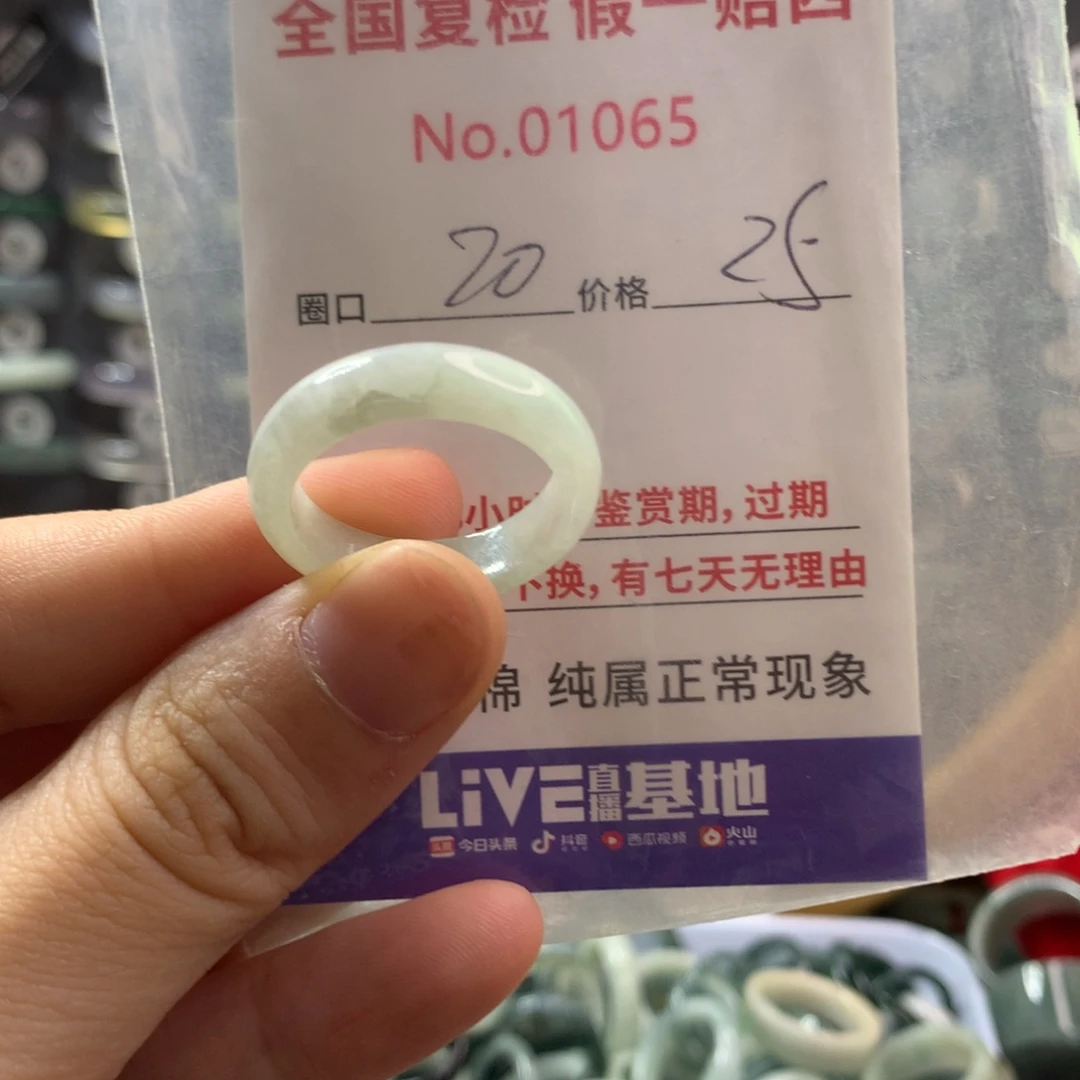 全国复检 假一赔四
No.01065
圈口 20 价格 25
小时 鉴赏期,过期
不换,有七天无理由
棉 纯属正常现象
LiVE直播基地
头条 今日头条 抖音 西瓜视频 火山